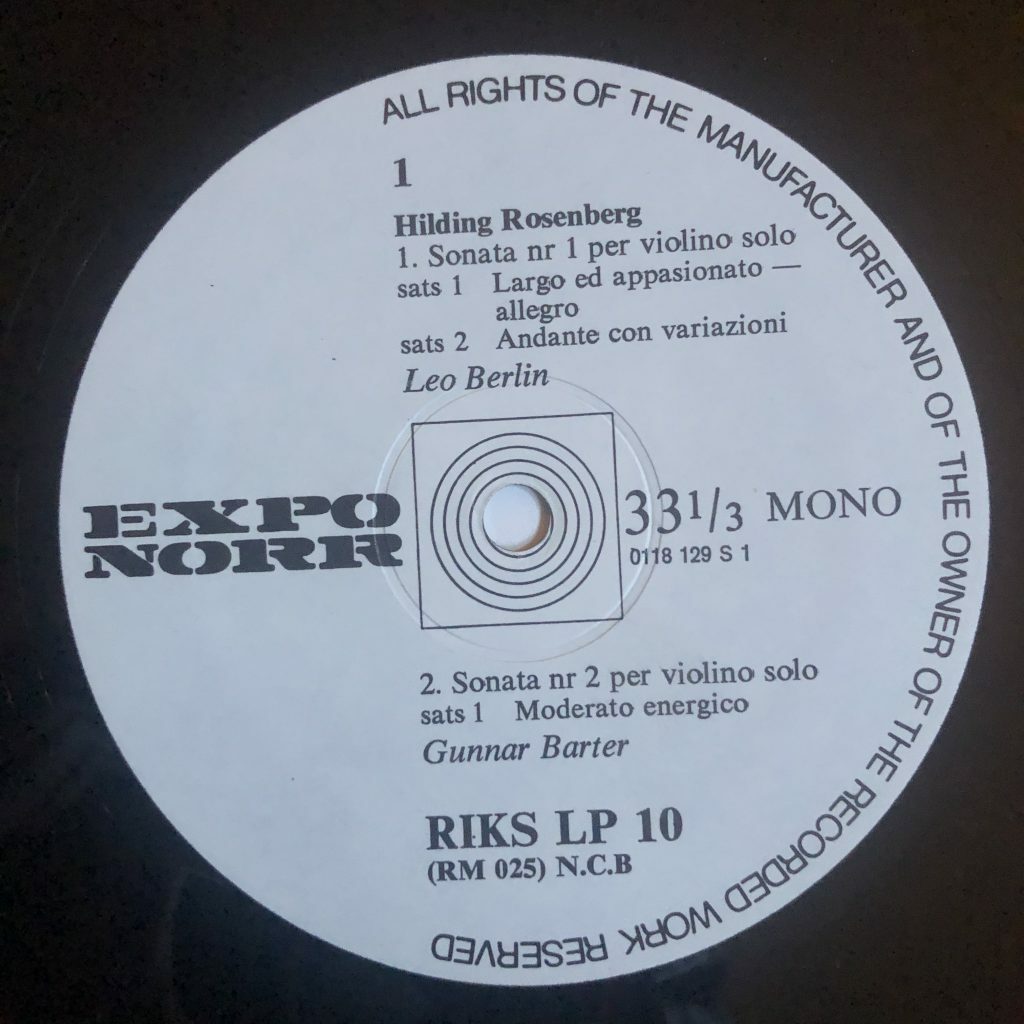 ALL RIGHTS OF THE MANUFACTURER AND OF THE OWNER OF THE RECORDED WORK RESERVED
1
Hilding Rosenberg
1. Sonata nr 1 per violino solo
sats 1 Largo ed appasionato —
allegro
sats 2 Andante con variazioni
Leo Berlin
EXPO
NORR
33 1/3 MONO
0118 129 S 1
2. Sonata nr 2 per violino solo
sats 1 Moderato energico
Gunnar Barter
RIKS LP 10
(RM 025) N.C.B